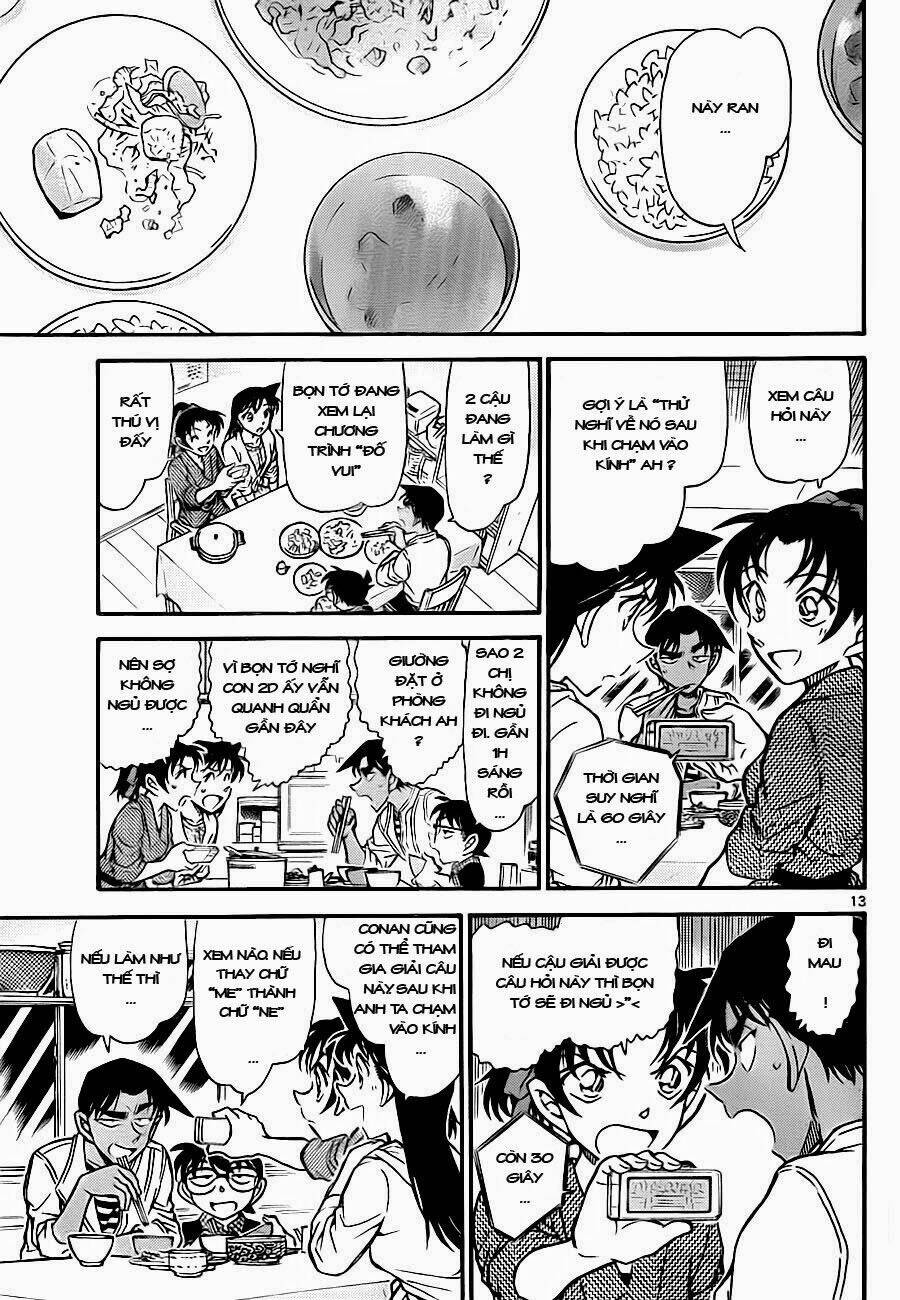 NÀY RAN
...
XEM CÂU
HỎI NÀY
...
GỢI Ý LÀ "THỬ
NGHĨ VỀ NÓ SAU
KHI CHẠM VÀO
KÍNH" AH ?
THỜI GIAN
SUY NGHĨ
LÀ 60 GIÂY
...
2 CẬU
ĐANG
LÀM GÌ
THẾ
?
BỌN TỚ ĐANG
XEM LẠI
CHƯƠNG
TRÌNH "ĐỐ
VUI"
RẤT
THÚ VỊ
ĐẤY
SAO 2
CHỊ
KHÔNG
ĐI NGỦ
ĐI. GẦN
1H
SÁNG
RỒI
...
GIƯỜNG
ĐẶT Ở
PHÒNG
KHÁCH AH
?
VÌ BỌN TỚ NGHĨ
CON 2D ẤY VẪN
QUANH QUẨN
GẦN ĐÂY
NÊN SỢ
KHÔNG
NGỦ ĐƯỢC
...
13
ĐI
MAU
!
NẾU CẬU GIẢI ĐƯỢC
CÂU HỎI NÀY THÌ BỌN
TỚ SẼ ĐI NGỦ >"<
CÒN 30
GIÂY
...
CONAN CŨNG
CÓ THỂ THAM
GIA GIẢI CÂU
NÀY SAU KHI
ANH TA CHẠM
VÀO KÍNH
...
XEM NÀO. NẾU
THAY CHỮ
"ME" THÀNH
CHỮ "NE"
...
NẾU LÀM NHƯ
THẾ THÌ
...